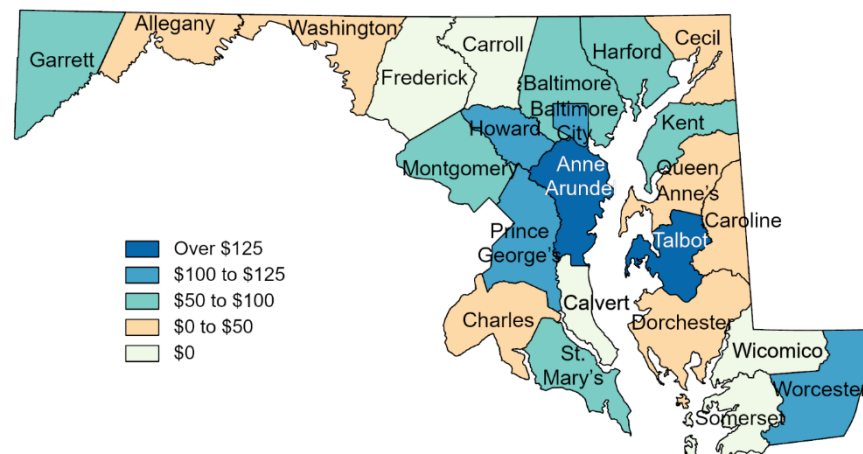 Allegany
Washington
Garrett
Frederick
Carroll
Harford
Cecil
Baltimore
Baltimore
City
Howard
Kent
Montgomery
Anne
Arunde
Queen
Anne's
Caroline
Talbot
Prince
George's
Over $125
$100 to $125
$50 to $100
$0 to $50
$0
Charles
Calvert
Dorchester
St.
Mary's
Wicomico
Worcester
Somerset